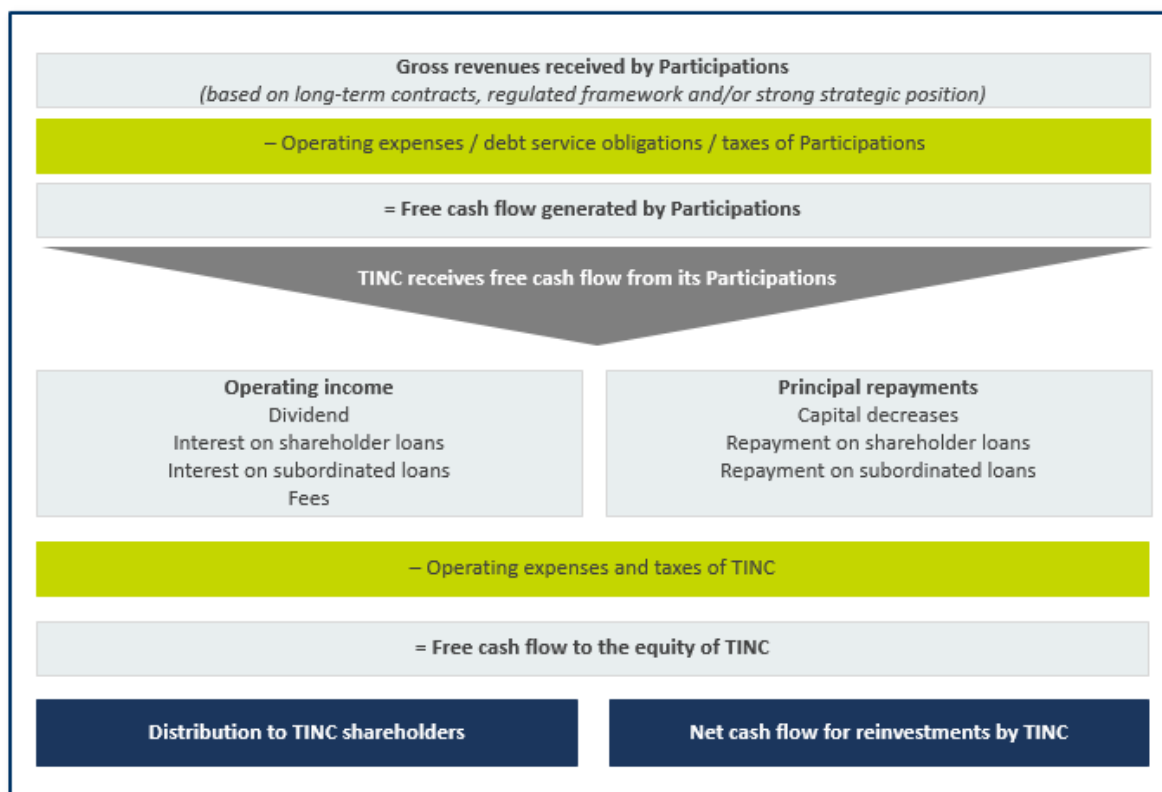 Gross revenues received by Participations
(based on long-term contracts, regulated framework and/or strong strategic position)
– Operating expenses / debt service obligations / taxes of Participations
= Free cash flow generated by Participations
TINC receives free cash flow from its Participations
Operating income
Dividend
Interest on shareholder loans
Interest on subordinated loans
Fees
Principal repayments
Capital decreases
Repayment on shareholder loans
Repayment on subordinated loans
– Operating expenses and taxes of TINC
= Free cash flow to the equity of TINC
Distribution to TINC shareholders
Net cash flow for reinvestments by TINC